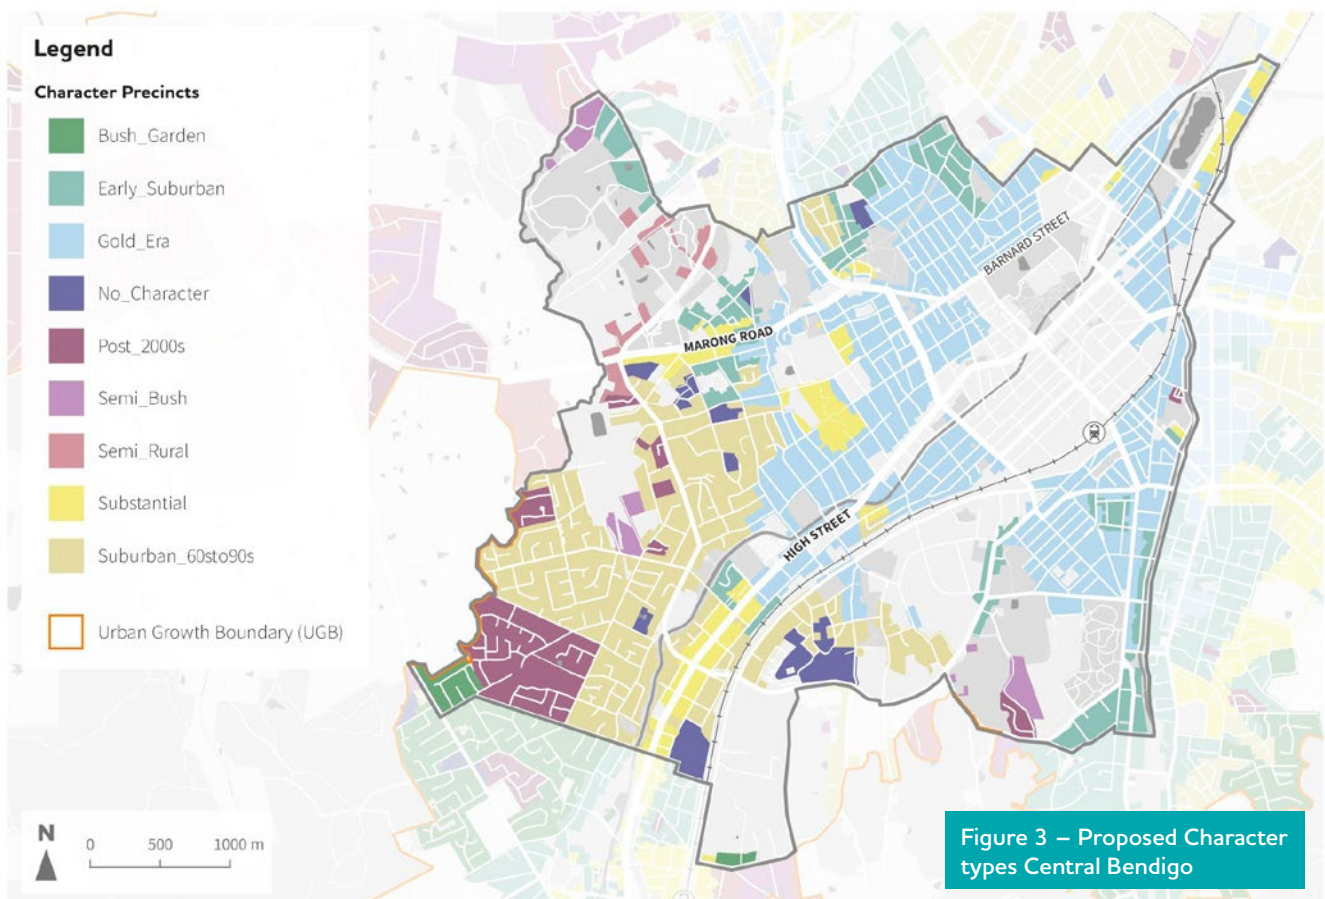 Legend
Character Precincts
Bush_Garden
Early_Suburban
Gold_Era
No_Character
Post_2000s
Semi_Bush
Semi_Rural
Substantial
Suburban_60sto90s
Urban Growth Boundary (UGB)
BARNARD STREET
MARONG ROAD
HIGH STREET
N
0 500 1000 m
Figure 3 – Proposed Character
types Central Bendigo